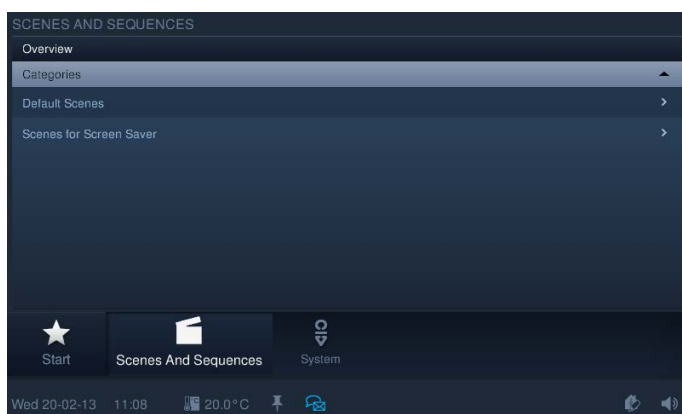 SCENES AND SEQUENCES
Overview
Categories
Default Scenes
Scenes for Screen Saver
Start Scenes And Sequences System
Wed 20-02-13 11:08 20.0°C